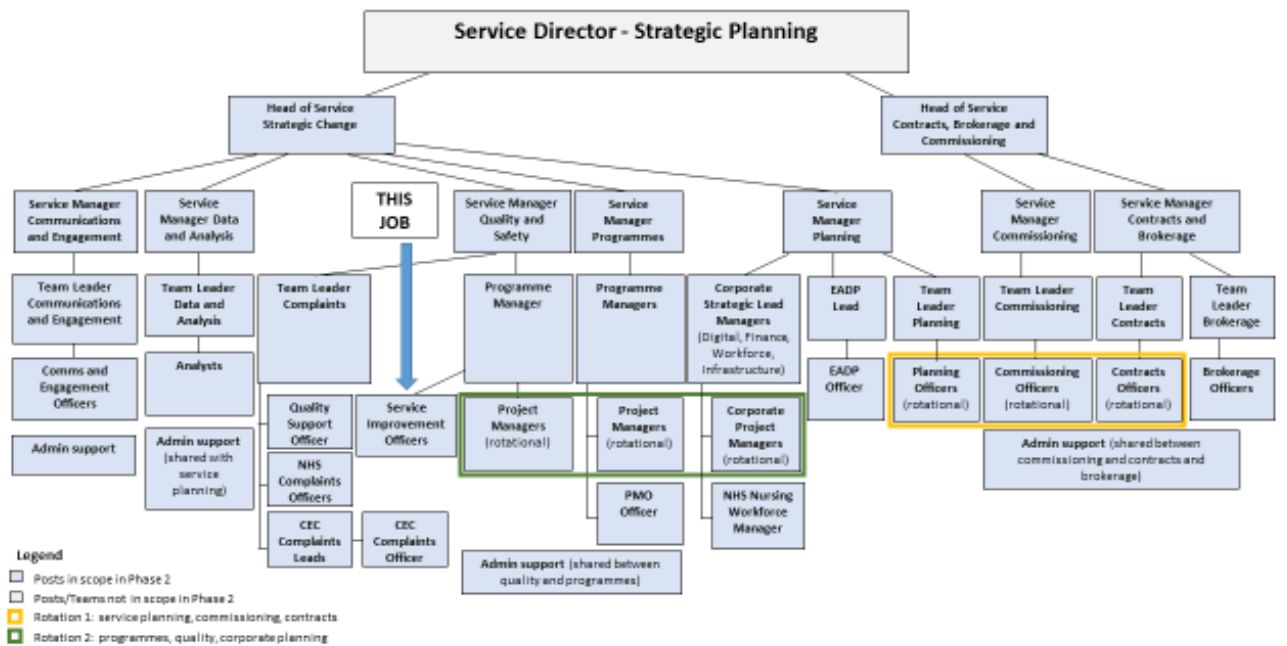 Service Director - Strategic Planning
Head of Service
Strategic Change
Head of Service
Contracts, Brokerage and
Commissioning
Service Manager
Communications
and Engagement
Service
Manager Data
and Analysis
THIS
JOB
Service Manager
Quality and
Safety
Service
Manager
Programmes
Service
Manager
Planning
Service
Manager
Commissioning
Service Manager
Contracts and
Brokerage
Team Leader
Communications
and Engagement
Team Leader
Data and
Analysis
Team Leader
Complaints
Programme
Manager
Programme
Managers
Corporate
Strategic Lead
Managers
(Digital, Finance,
Workforce,
Infrastructure)
EADP
Lead
Team
Leader
Planning
Team Leader
Commissioning
Team
Leader
Contracts
Team
Leader
Brokerage
Comms and
Engagement
Officers
Analysts
EADP
Officer
Planning
Officers
(rotational)
Commissioning
Officers
(rotational)
Contracts
Officers
(rotational)
Brokerage
Officers
Quality
Support
Officer
Service
Improvement
Officers
Project
Managers
(rotational)
Project
Managers
(rotational)
Corporate
Project
Managers
(rotational)
Admin support
Admin support
(shared with
service
planning)
Admin support (shared between
commissioning and contracts and
brokerage)
NHS
Complaints
Officers
PMO
Officer
NHS Nursing
Workforce
Manager
CEC
Complaints
Leads
CEC
Complaints
Officer
Admin support (shared between
quality and programmes)
Legend
Posts in scope in Phase 2
Posts/Teams not in scope in Phase 2
Rotation 1: service planning, commissioning, contracts
Rotation 2: programmes, quality, corporate planning